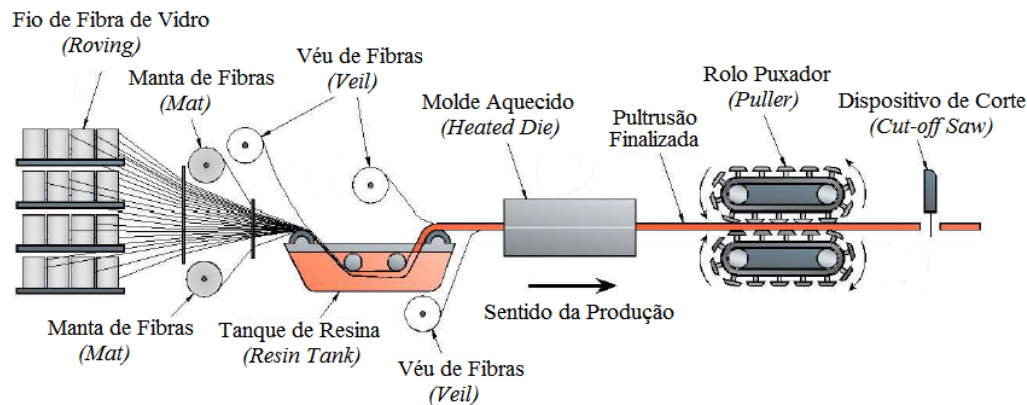 Fio de Fibra de Vidro
(Roving)
Manta de Fibras
(Mat)
Véu de Fibras
(Veil)
Molde Aquecido
(Heated Die)
Pultrusão
Finalizada
Rolo Puxador
(Puller)
Dispositivo de Corte
(Cut-off Saw)
Manta de Fibras
(Mat)
Tanque de Resina
(Resin Tank)
Véu de Fibras
(Veil)
Sentido da Produção